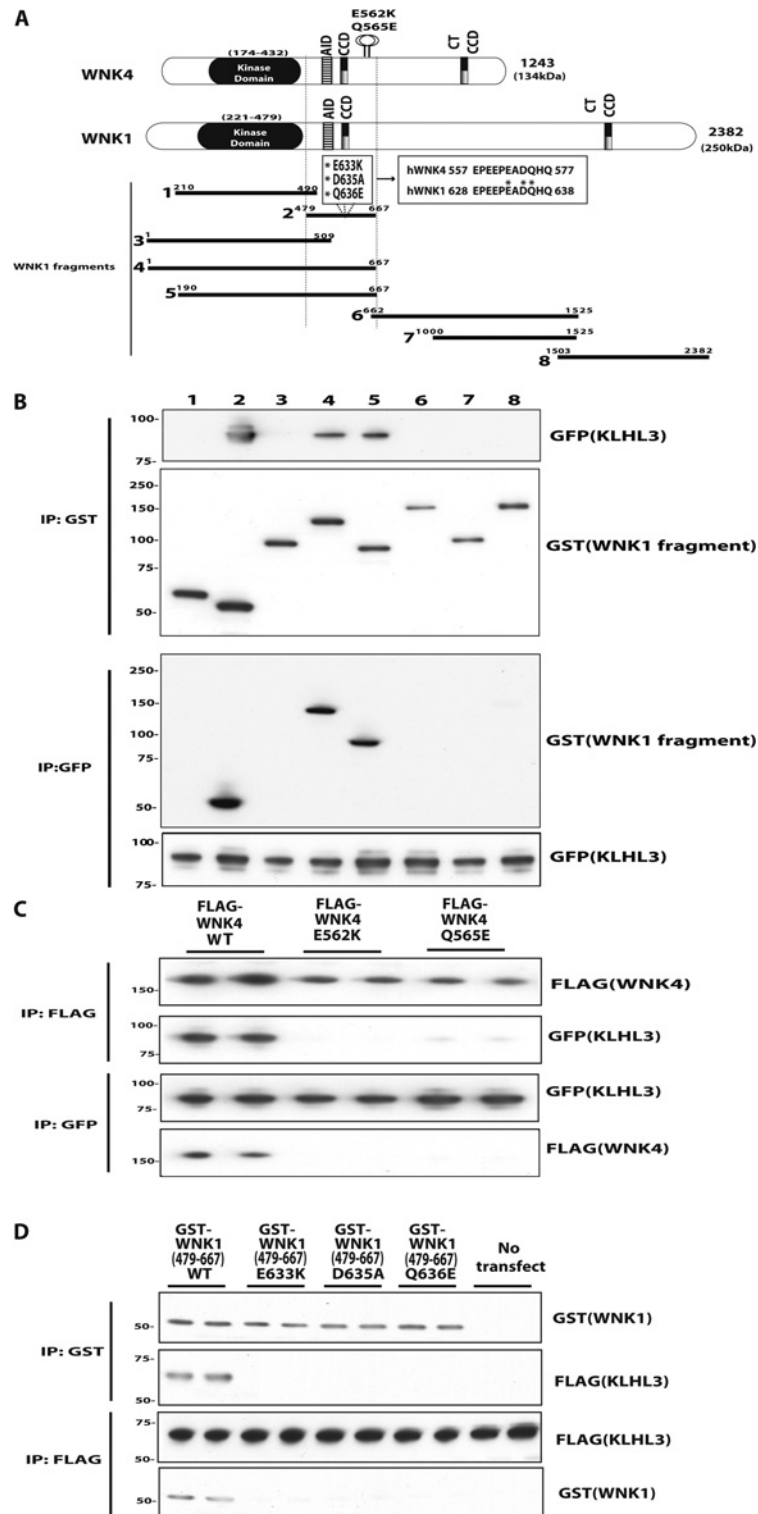 A
E562K
Q565E
(174-432)
AID
CCD
CT
CCD
WNK4
Kinase
Domain
1243
(134kDa)
(221-479)
AID
CCD
CT
CCD
WNK1
Kinase
Domain
2382
(250kDa)
* E633K
* D635A
* Q636E
hWNK4 557 EPEEPEADQHQ 577
* **
hWNK1 628 EPEEPEADQHQ 638
WNK1 fragments
1 210 490
2 479 667
3 1 509
4 1 667
5 190 667
6 662 1525
7 1000 1525
8 1503 2382
B
1 2 3 4 5 6 7 8
IP: GST
100-
75-
GFP(KLHL3)
250-
150-
100-
75-
50-
GST(WNK1 fragment)
IP:GFP
250-
150-
100-
75-
50-
GST(WNK1 fragment)
100-
75-
GFP(KLHL3)
C
FLAG-
WNK4
WT
FLAG-
WNK4
E562K
FLAG-
WNK4
Q565E
IP: FLAG
150-
FLAG(WNK4)
100-
75-
GFP(KLHL3)
IP: GFP
100-
75-
GFP(KLHL3)
150-
FLAG(WNK4)
D
GST-
WNK1
(479-667)
WT
GST-
WNK1
(479-667)
E633K
GST-
WNK1
(479-667)
D635A
GST-
WNK1
(479-667)
Q636E
No
transfect
IP: GST
50-
GST(WNK1)
75-
50-
FLAG(KLHL3)
IP: FLAG
75-
50-
FLAG(KLHL3)
50-
GST(WNK1)